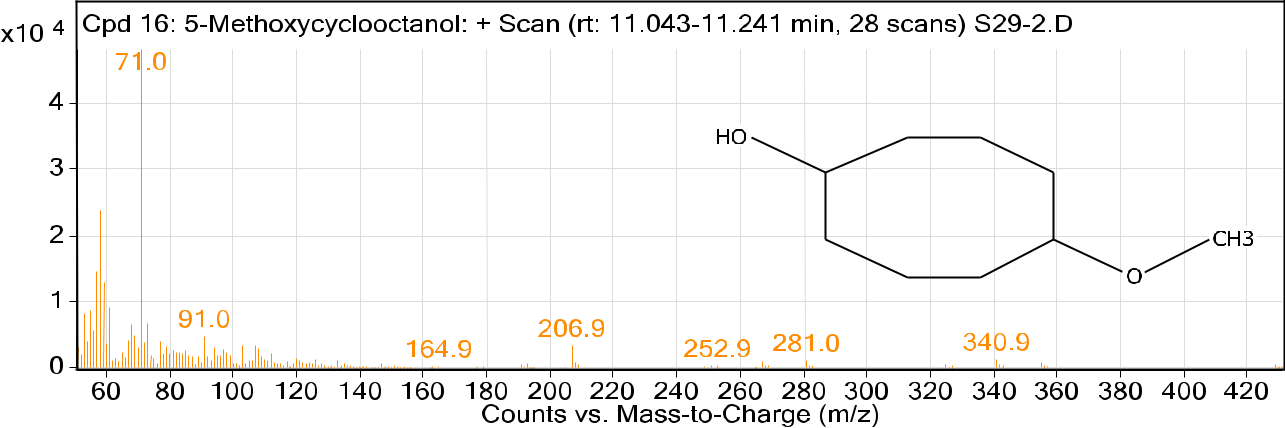 Cpd 16: 5-Methoxycyclooctanol: + Scan (rt: 11.043-11.241 min, 28 scans) S29-2.D
x10 4
71.0
4
HO
3
CH3
2
O
1
91.0
206.9
164.9
252.9
281.0
340.9
0
60 80 100 120 140 160 180 200 220 240 260 280 300 320 340 360 380 400 420
Counts vs. Mass-to-Charge (m/z)